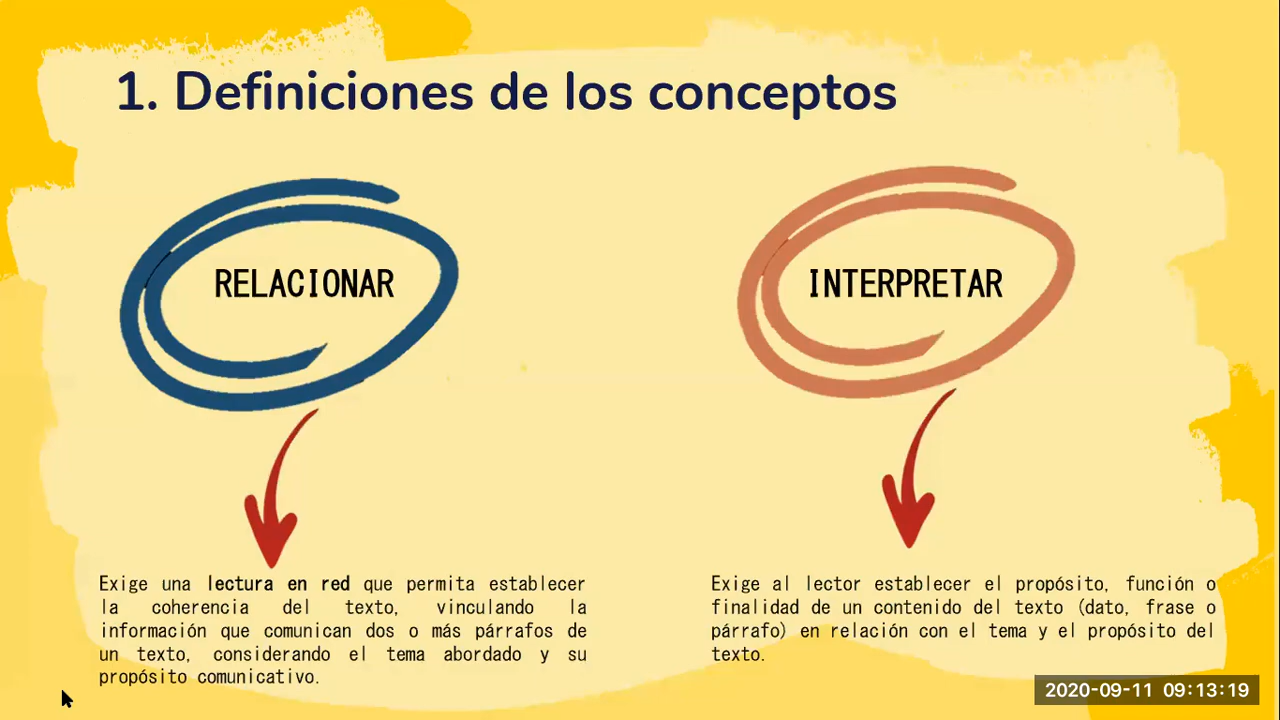 1. Definiciones de los conceptos
RELACIONAR
INTERPRETAR
Exige una lectura en red que permita establecer
la coherencia del texto, vinculando la
información que comunican dos o más párrafos de
un texto, considerando el tema abordado y su
propósito comunicativo.
Exige al lector establecer el propósito, función o
finalidad de un contenido del texto (dato, frase o
párrafo) en relación con el tema y el propósito del
texto.
2020-09-11 09:13:19